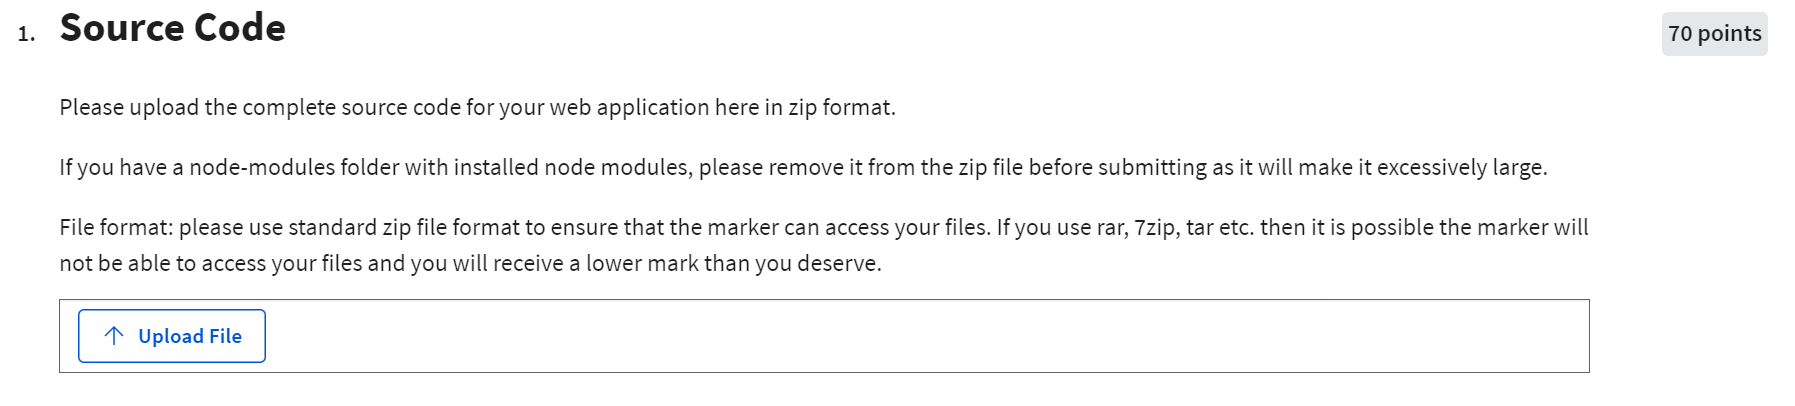 1. Source Code
70 points
Please upload the complete source code for your web application here in zip format.
If you have a node-modules folder with installed node modules, please remove it from the zip file before submitting as it will make it excessively large.
File format: please use standard zip file format to ensure that the marker can access your files. If you use rar, 7zip, tar etc. then it is possible the marker will
not be able to access your files and you will receive a lower mark than you deserve.
Upload File